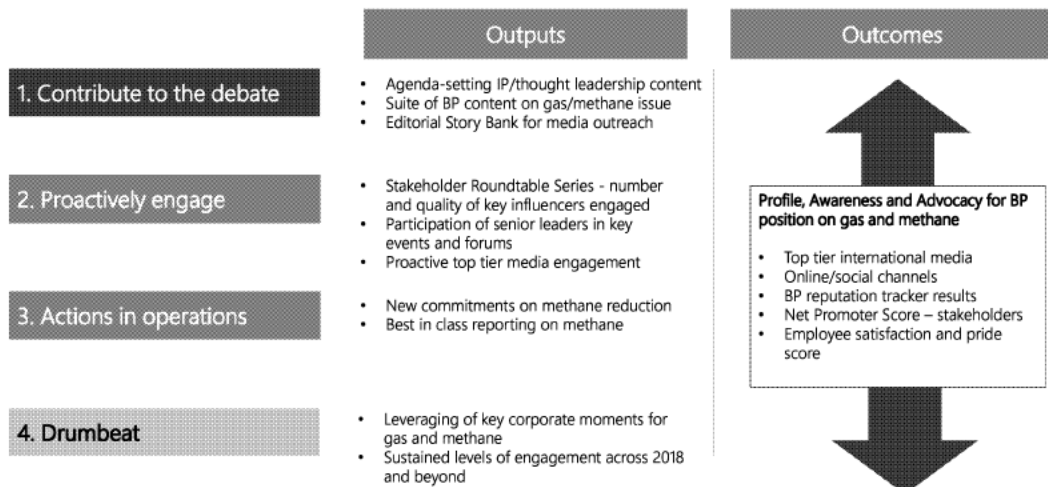 Outputs
Outcomes
1. Contribute to the debate
• Agenda-setting IP/thought leadership content
• Suite of BP content on gas/methane issue
• Editorial Story Bank for media outreach
2. Proactively engage
• Stakeholder Roundtable Series - number
and quality of key influencers engaged
• Participation of senior leaders in key
events and forums
• Proactive top tier media engagement
3. Actions in operations
• New commitments on methane reduction
• Best in class reporting on methane
4. Drumbeat
• Leveraging of key corporate moments for
gas and methane
• Sustained levels of engagement across 2018
and beyond
Profile, Awareness and Advocacy for BP
position on gas and methane
• Top tier international media
• Online/social channels
• BP reputation tracker results
• Net Promoter Score – stakeholders
• Employee satisfaction and pride
score